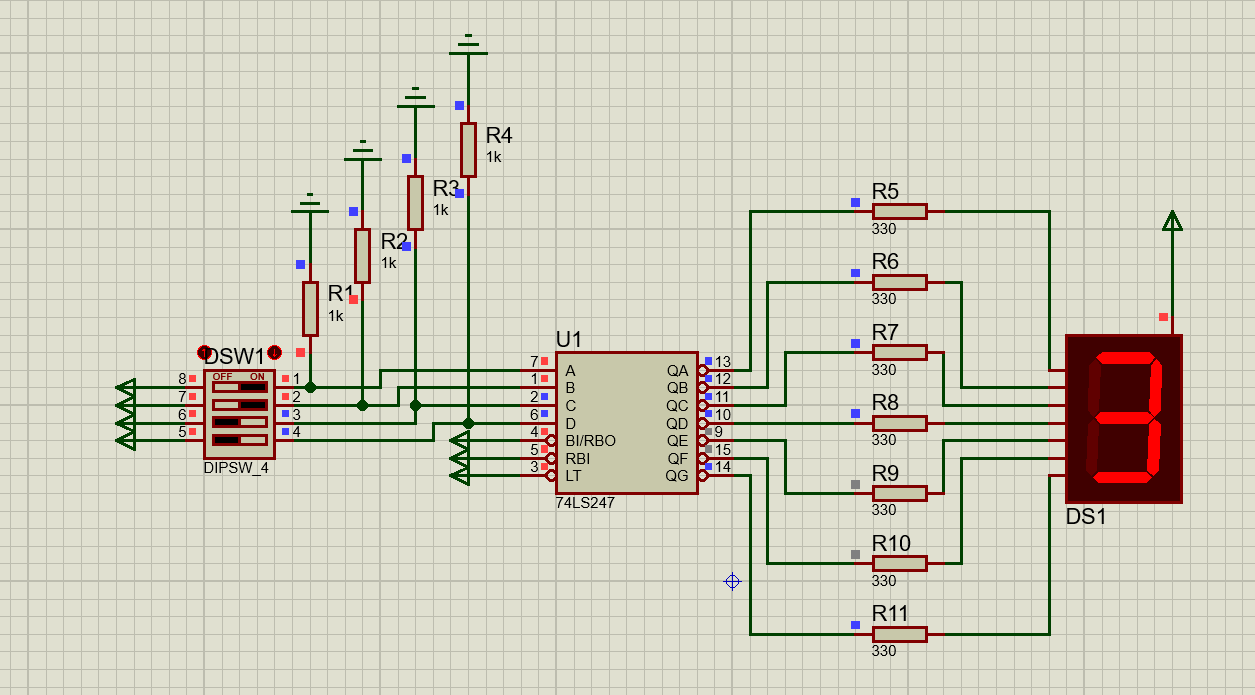 R4
1k
R3
1k
R2
1k
R1
1k
DSW1
OFF ON
8 1
7 2
6 3
5 4
DIPSW_4
U1
7 A QA 13
1 B QB 12
2 C QC 11
6 D QD 10
4 BI/RBO QE 9
5 RBI QF 15
3 LT QG 14
74LS247
R5
330
R6
330
R7
330
R8
330
R9
330
R10
330
R11
330
3
DS1